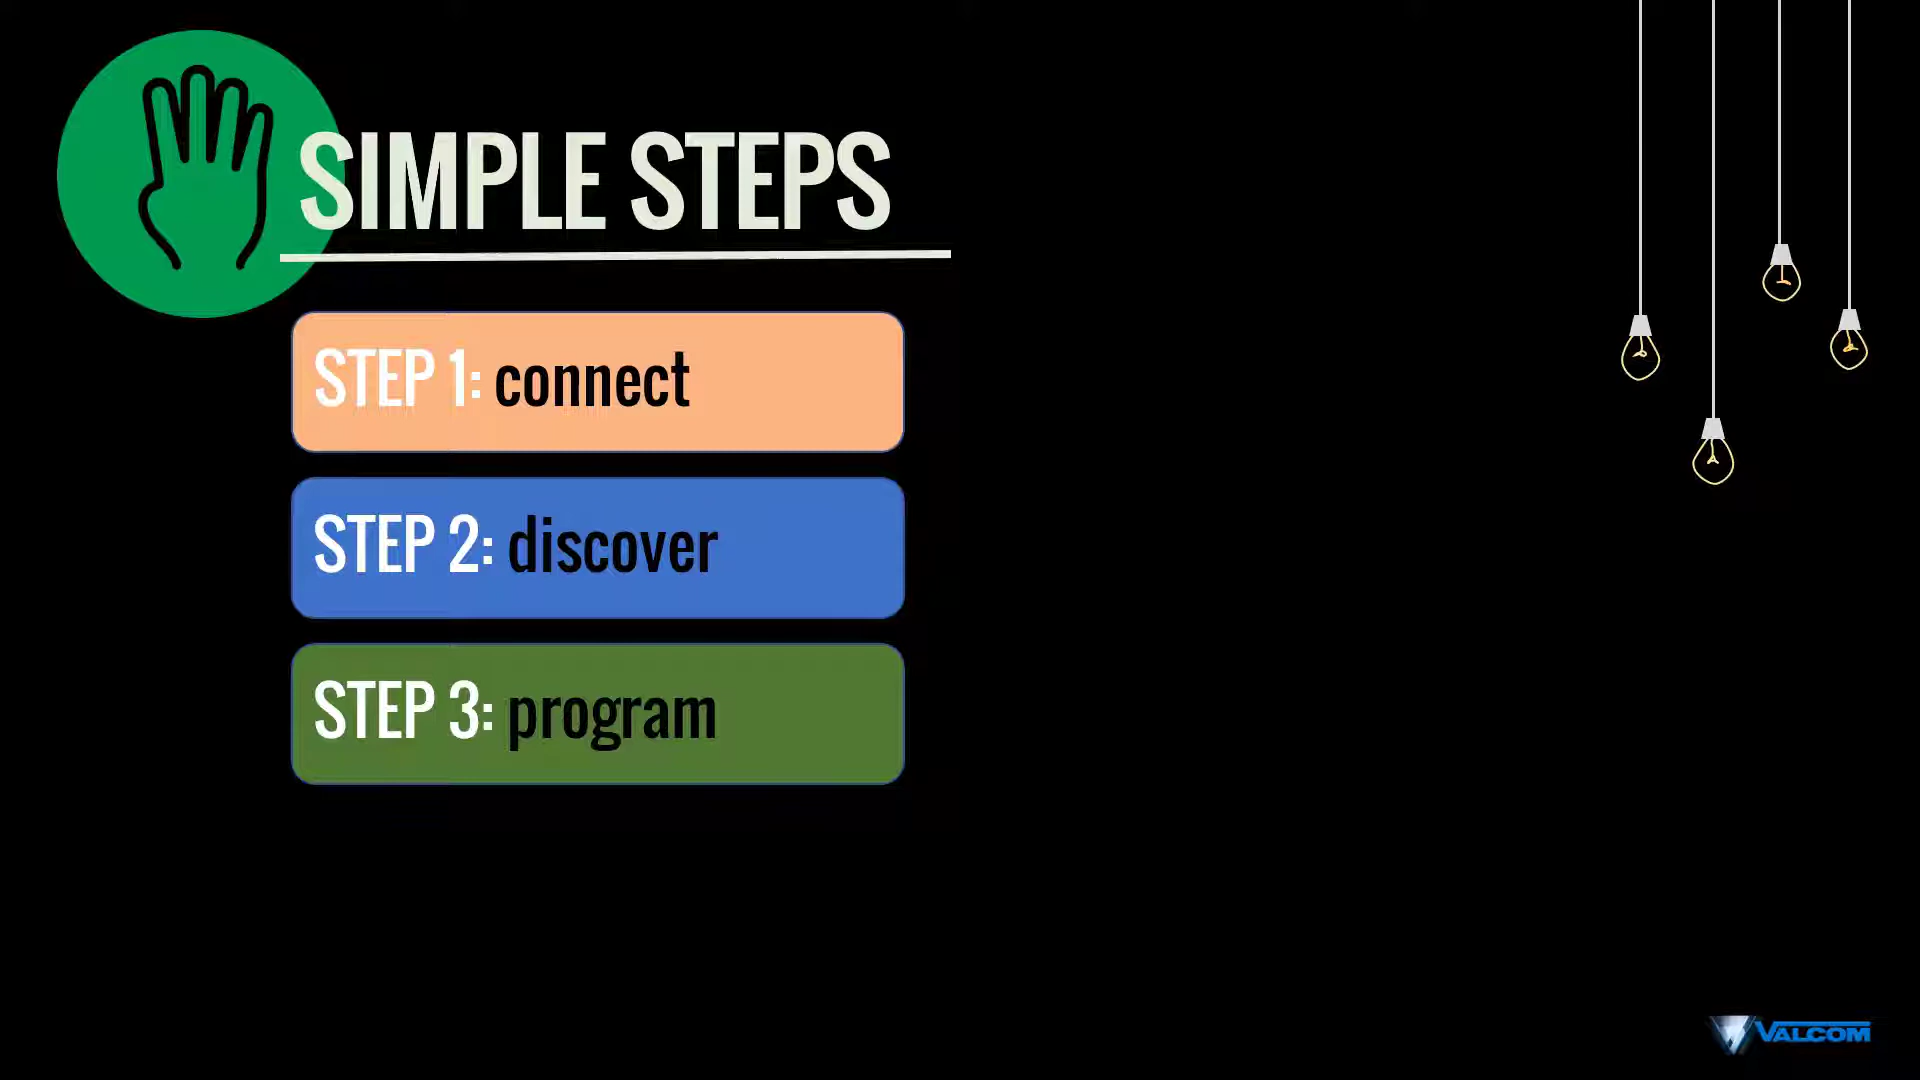 SIMPLE STEPS
STEP 1: connect
STEP 2: discover
STEP 3: program
VALCOM